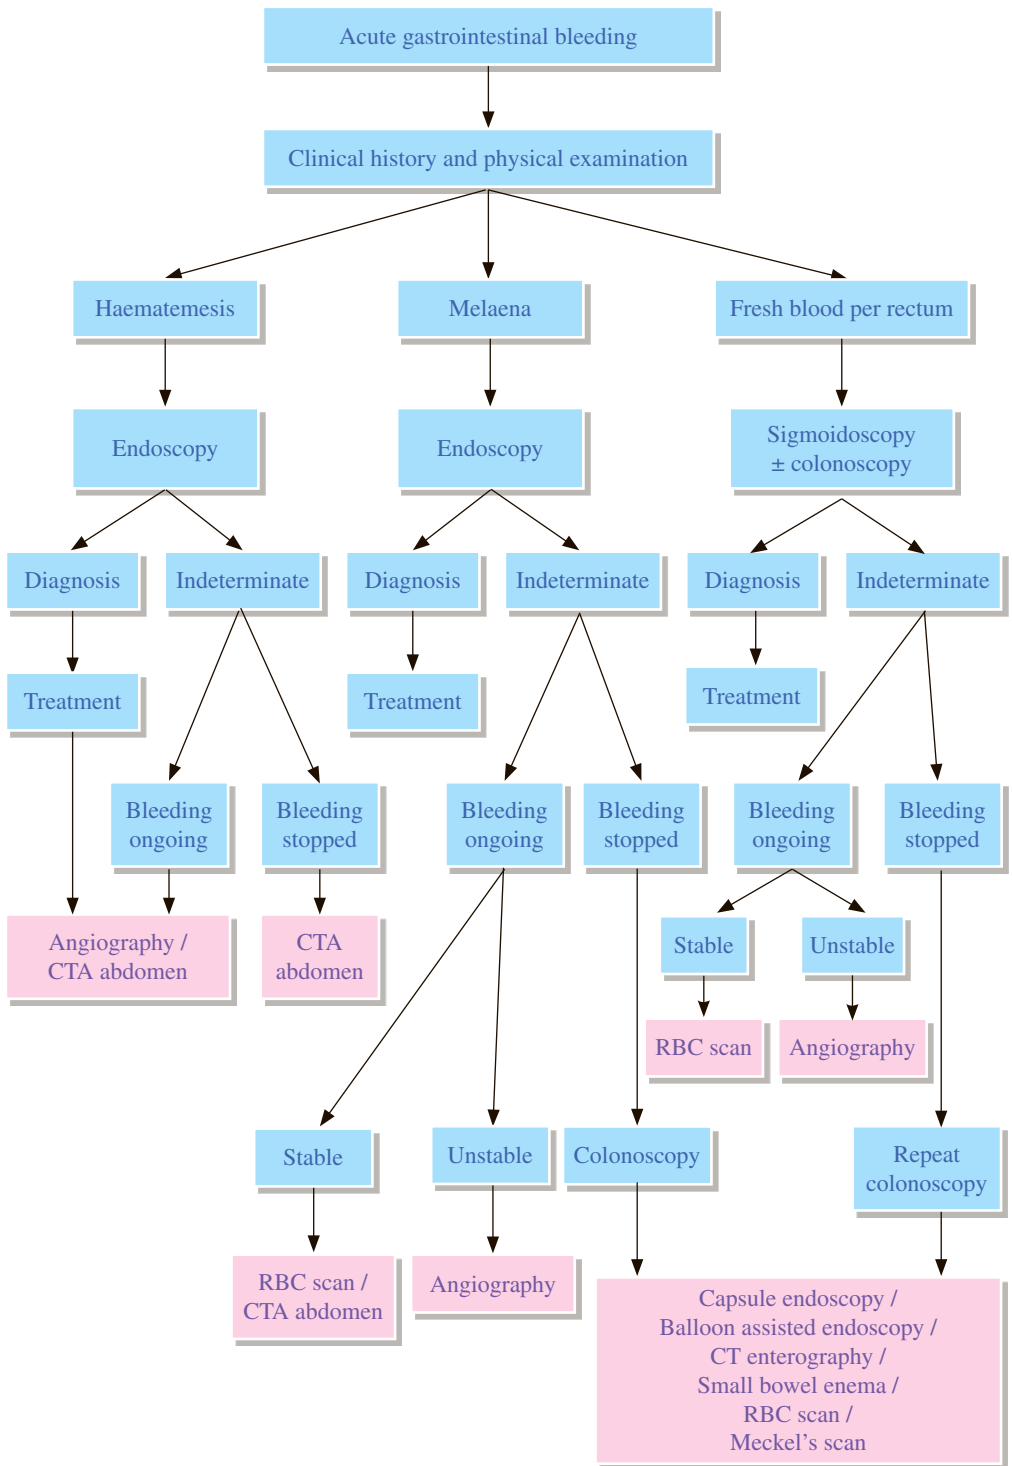 Acute gastrointestinal bleeding
Clinical history and physical examination
Haematemesis
Melaena
Fresh blood per rectum
Endoscopy
Endoscopy
Sigmoidoscopy
± colonoscopy
Diagnosis
Indeterminate
Diagnosis
Indeterminate
Diagnosis
Indeterminate
Treatment
Treatment
Treatment
Bleeding
ongoing
Bleeding
stopped
Bleeding
ongoing
Bleeding
stopped
Bleeding
ongoing
Bleeding
stopped
Angiography /
CTA abdomen
CTA
abdomen
Stable
Unstable
RBC scan
Angiography
Stable
Unstable
Colonoscopy
Repeat
colonoscopy
RBC scan /
CTA abdomen
Angiography
Capsule endoscopy /
Balloon assisted endoscopy /
CT enterography /
Small bowel enema /
RBC scan /
Meckel's scan